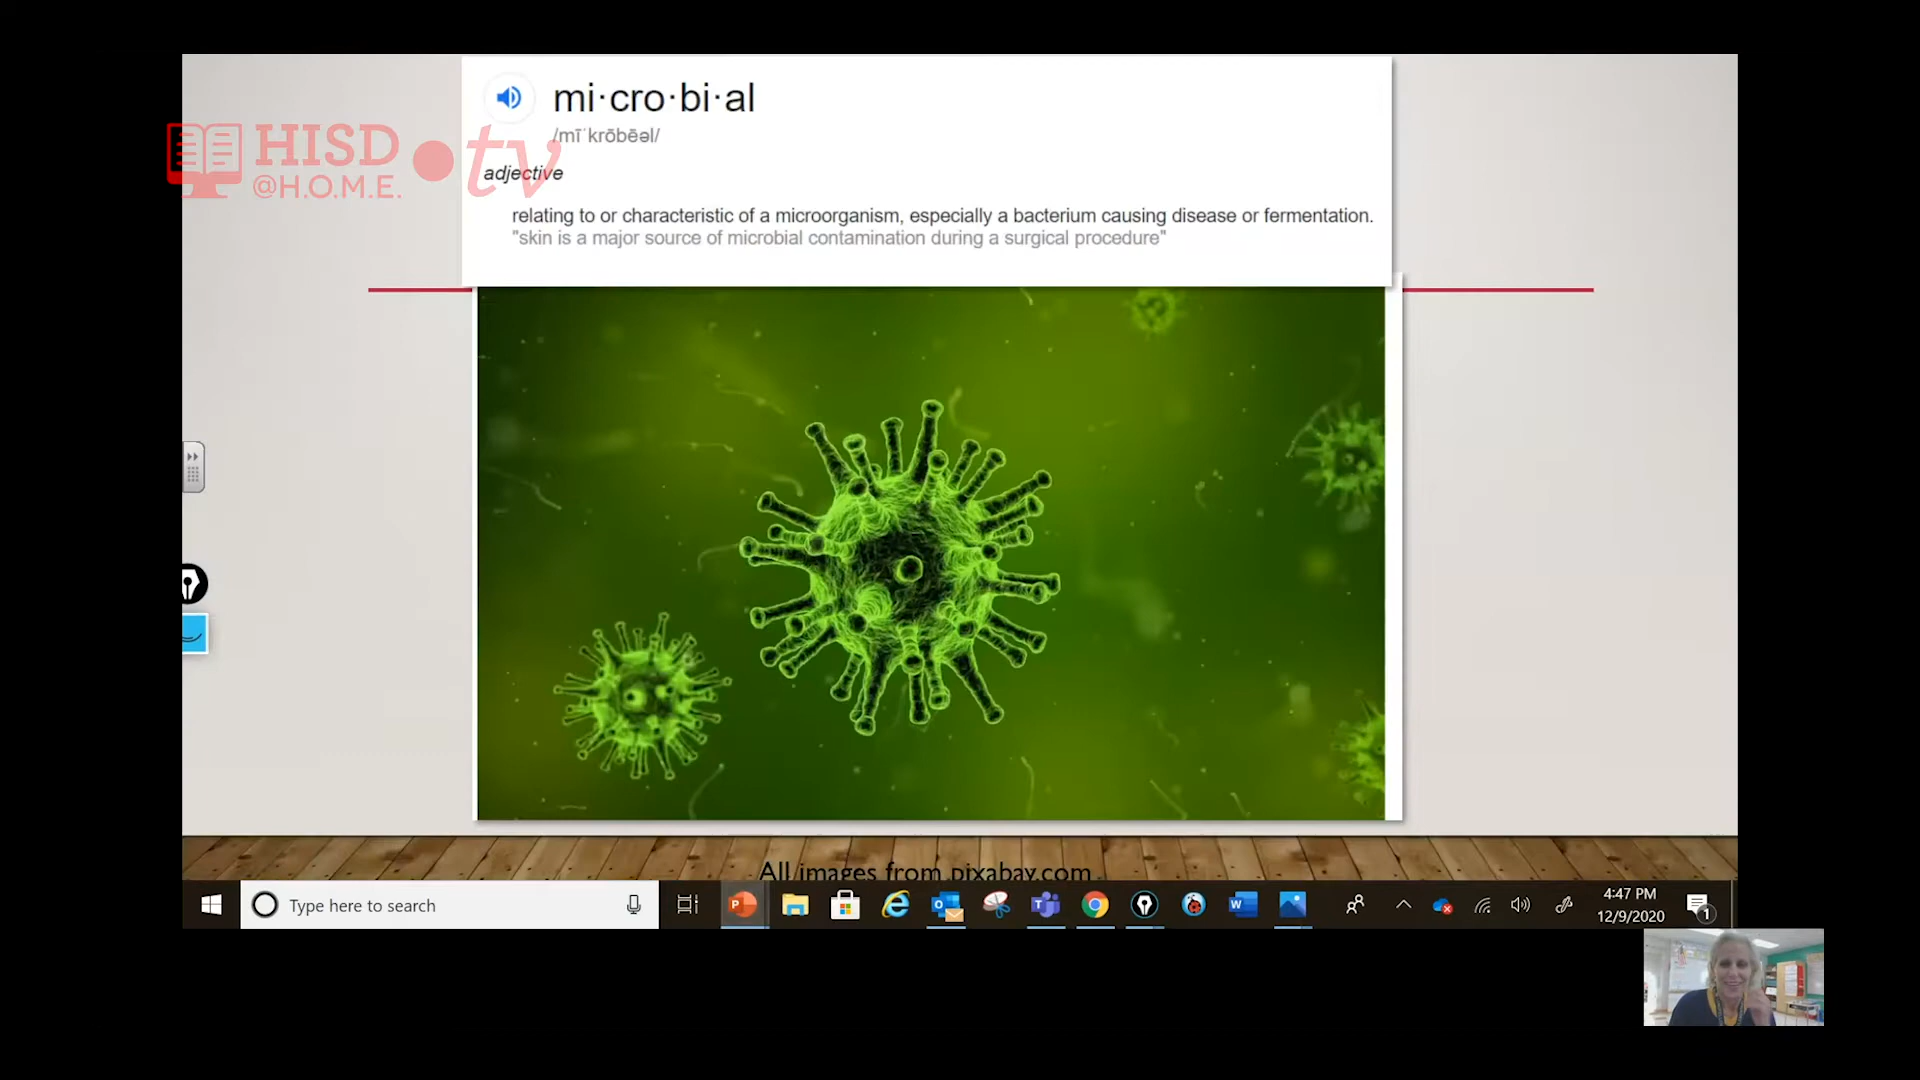 mi·cro·bi·al
/mīˈkrōbēəl/
HISD
@H.O.M.E.
tv
adjective
relating to or characteristic of a microorganism, especially a bacterium causing disease or fermentation.
"skin is a major source of microbial contamination during a surgical procedure"
All images from pixabay.com
Type here to search
4:47 PM
12/9/2020
1